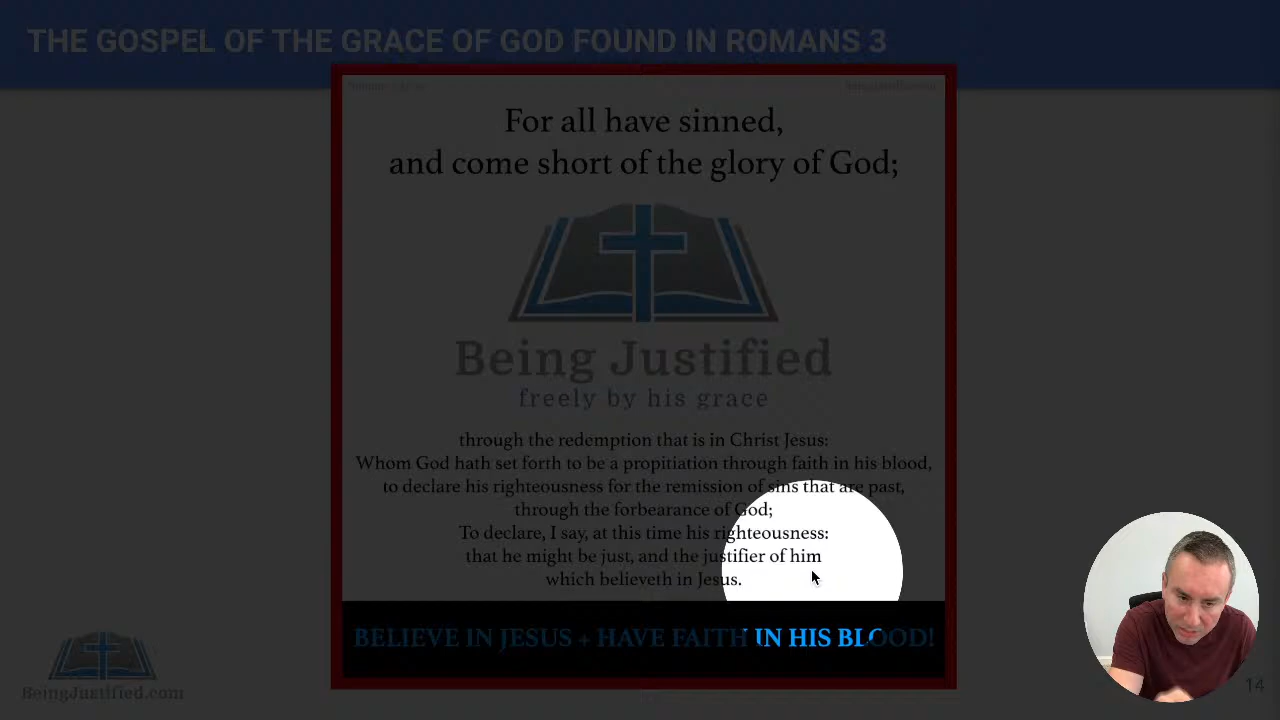 THE GOSPEL OF THE GRACE OF GOD FOUND IN ROMANS 3
For all have sinned,
and come short of the glory of God;
Being Justified
freely by his grace
through the redemption that is in Christ Jesus:
Whom God hath set forth to be a propitiation through faith in his blood,
to declare his righteousness for the remission of sins that are past,
through the forbearance of God;
To declare, I say, at this time his righteousness:
that he might be just, and the justifier of him
which believeth in Jesus.
BELIEVE IN JESUS + HAVE FAITH IN HIS BLOOD!
BeingJustified.com
14